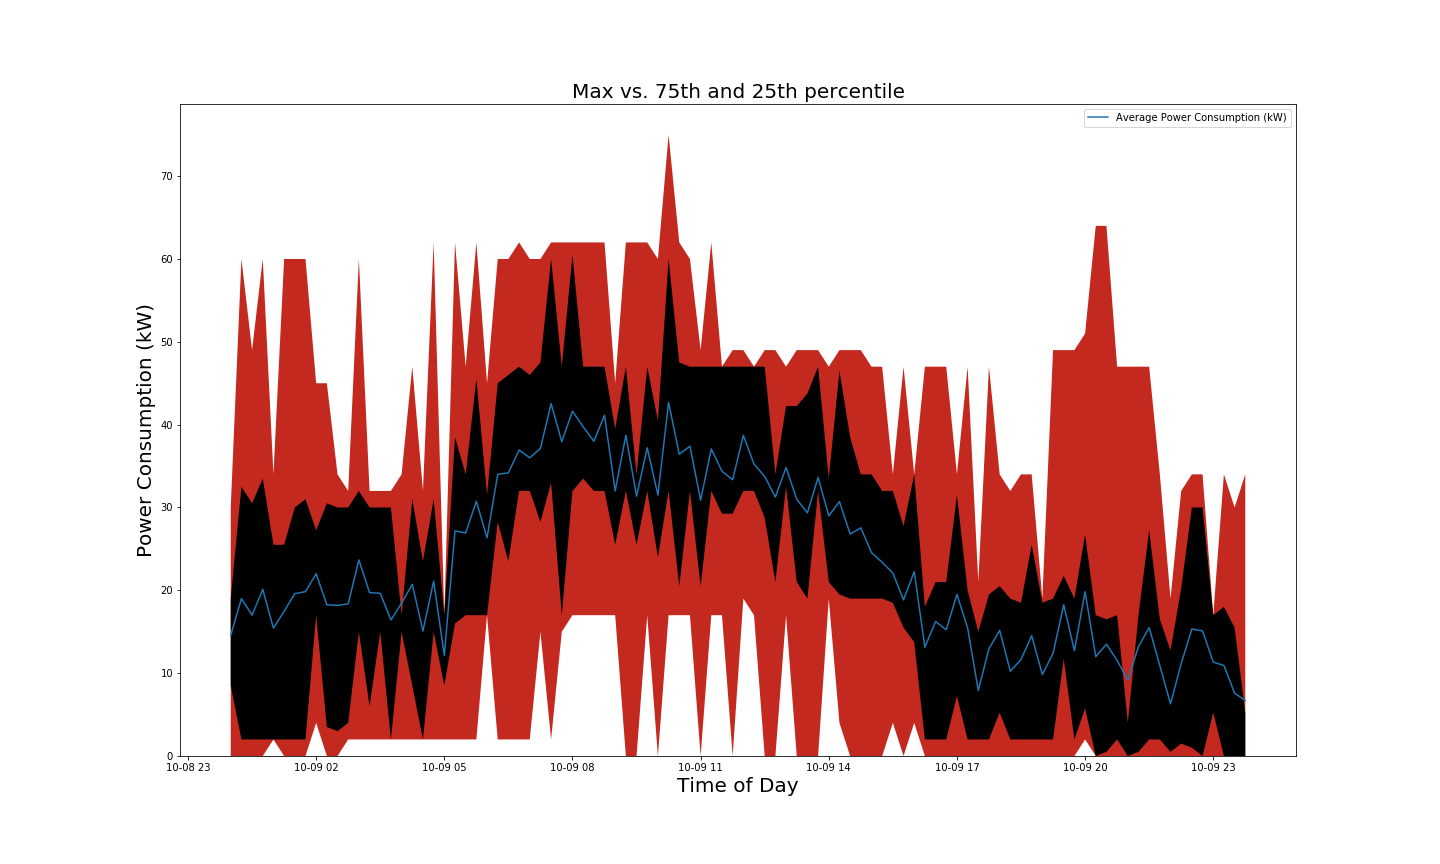 Max vs. 75th and 25th percentile
Average Power Consumption (kW)
Power Consumption (kW)
70
60
50
40
30
20
10
0
10-08 23 10-09 02 10-09 05 10-09 08 10-09 11 10-09 14 10-09 17 10-09 20 10-09 23
Time of Day